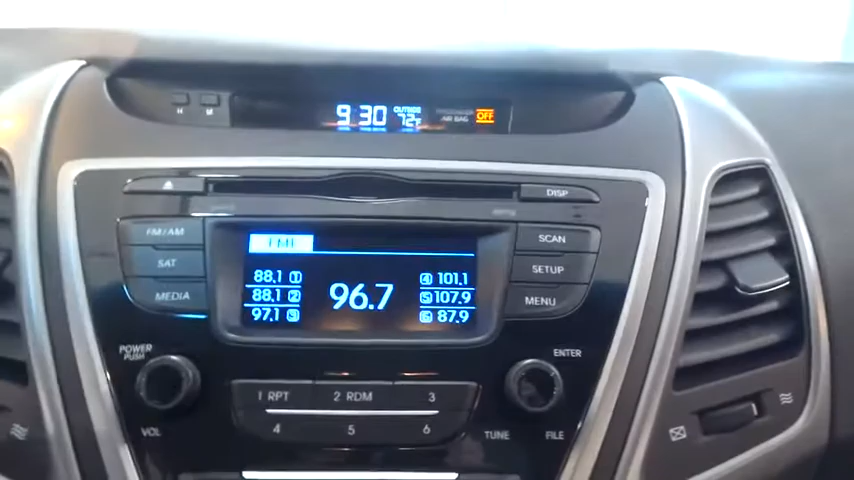 H M
9:30 OUTSIDE 72°F PASSENGER AIR BAG OFF
DISP
FM/AM
SAT
MEDIA
SCAN
SETUP
MENU
FM1
88.1 1
88.1 2
97.1 3
96.7
4 101.1
5 107.9
6 87.9
POWER
PUSH
VOL
1 RPT 2 RDM 3
4 5 6
ENTER
TUNE FILE